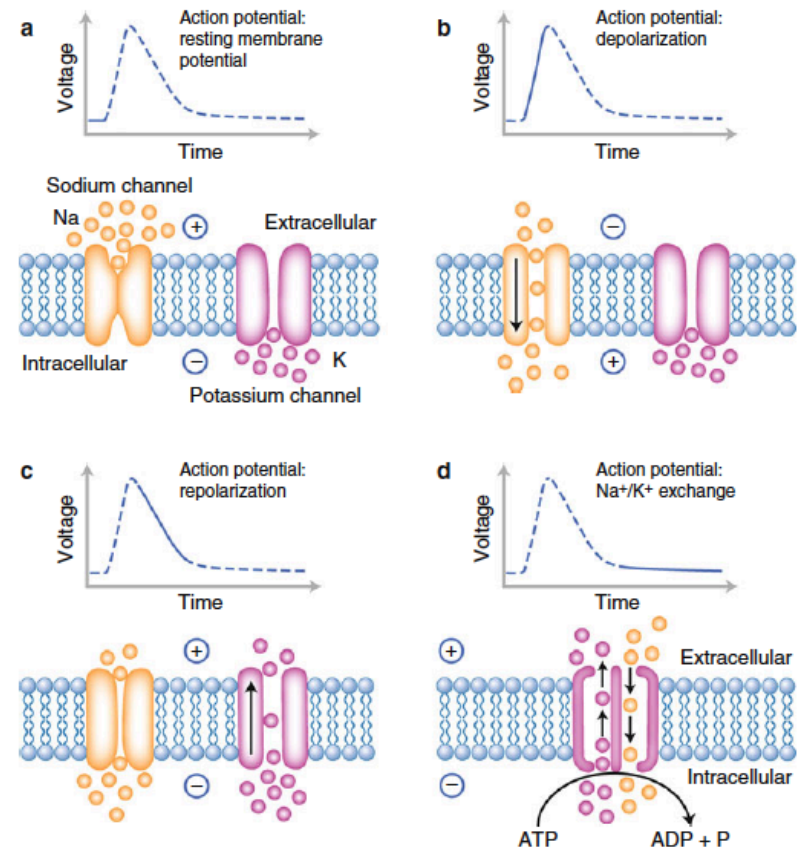 a
Action potential:
resting membrane
potential
Voltage
Time
Sodium channel
Na
+
Extracellular
Intracellular
−
K
Potassium channel
b
Action potential:
depolarization
Voltage
Time
−
+
c
Action potential:
repolarization
Voltage
Time
+
−
d
Action potential:
Na+/K+ exchange
Voltage
Time
+
Extracellular
−
Intracellular
ATP
ADP + P